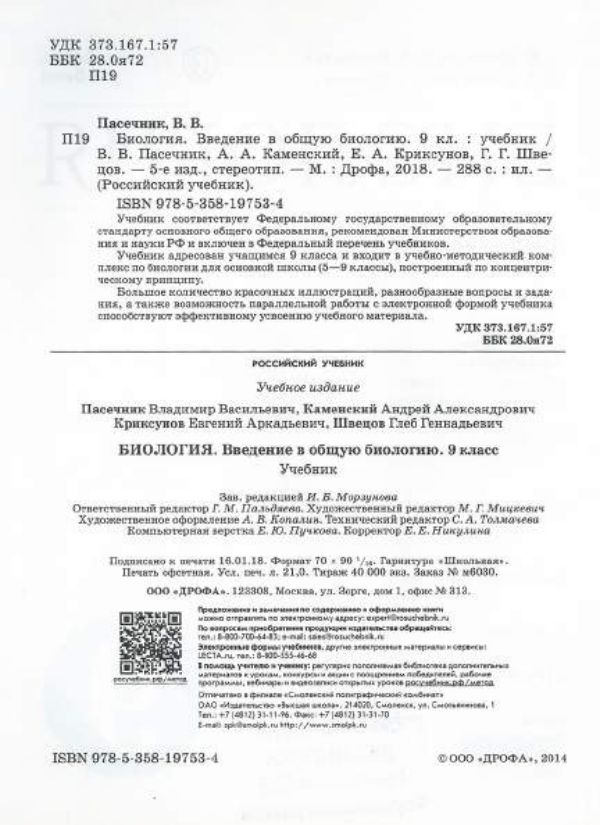 УДК 373.167.1:57
ББК 28.0я72
П19
Пасечник, В. В.
П19 Биология. Введение в общую биологию. 9 кл. : учебник /
В. В. Пасечник, А. А. Каменский, Е. А. Криксунов, Г. Г. Шве-
цов. — 5-е изд., стереотип. — М. : Дрофа, 2018. — 288 с. : ил. —
(Российский учебник).
ISBN 978-5-358-19753-4
Учебник соответствует Федеральному государственному образовательному
стандарту основного общего образования, рекомендован Министерством образова-
ния и науки РФ и включен в Федеральный перечень учебников.
Учебник адресован учащимся 9 класса и входит в учебно-методический ком-
плекс по биологии для основной школы (5—9 классы), построенный по концентри-
ческому принципу.
Большое количество красочных иллюстраций, разнообразные вопросы и зада-
ния, а также возможность параллельной работы с электронной формой учебника
способствуют эффективному усвоению учебного материала.
УДК 373.167.1:57
ББК 28.0я72
РОССИЙСКИЙ УЧЕБНИК
Учебное издание
Пасечник Владимир Васильевич, Каменский Андрей Александрович
Криксунов Евгений Аркадьевич, Швецов Глеб Геннадьевич
БИОЛОГИЯ. Введение в общую биологию. 9 класс
Учебник
Зав. редакцией И. Б. Морзунова
Ответственный редактор Г. М. Пальдяева. Художественный редактор М. Г. Мицкевич
Художественное оформление А. В. Копалин. Технический редактор С. А. Толмачева
Компьютерная верстка Е. Ю. Пучкова. Корректор Е. Е. Никулина
Подписано к печати 16.01.18. Формат 70 × 90 1/16. Гарнитура «Школьная».
Печать офсетная. Усл. печ. л. 21,0. Тираж 40 000 экз. Заказ № м6030.
ООО «ДРОФА». 123308, Москва, ул. Зорге, дом 1, офис № 313.
Предложения и замечания по содержанию и оформлению книги
можно отправлять по электронному адресу: expert@rosuchebnik.ru
По вопросам приобретения продукции издательства обращайтесь:
тел.: 8-800-700-64-83; e-mail: sales@rosuchebnik.ru
Электронные формы учебников, другие электронные материалы и сервисы:
LECTA.ru, тел.: 8-800-555-46-68
В помощь учителю и ученику: регулярно пополняемая библиотека дополнительных
материалов к урокам, конкурсы и акции с поощрением победителей, рабочие
программы, вебинары и видеозаписи открытых уроков росучебник.рф/метод
росучебник.рф/метод
Отпечатано в филиале «Смоленский полиграфический комбинат»
ОАО «Издательство «Высшая школа». 214020, Смоленск, ул. Смольянинова, 1
Тел.: +7 (4812) 31-11-96. Факс: +7 (4812) 31-31-70
E-mail: spk@smolpk.ru http://www.smolpk.ru
ISBN 978-5-358-19753-4
© ООО «ДРОФА», 2014